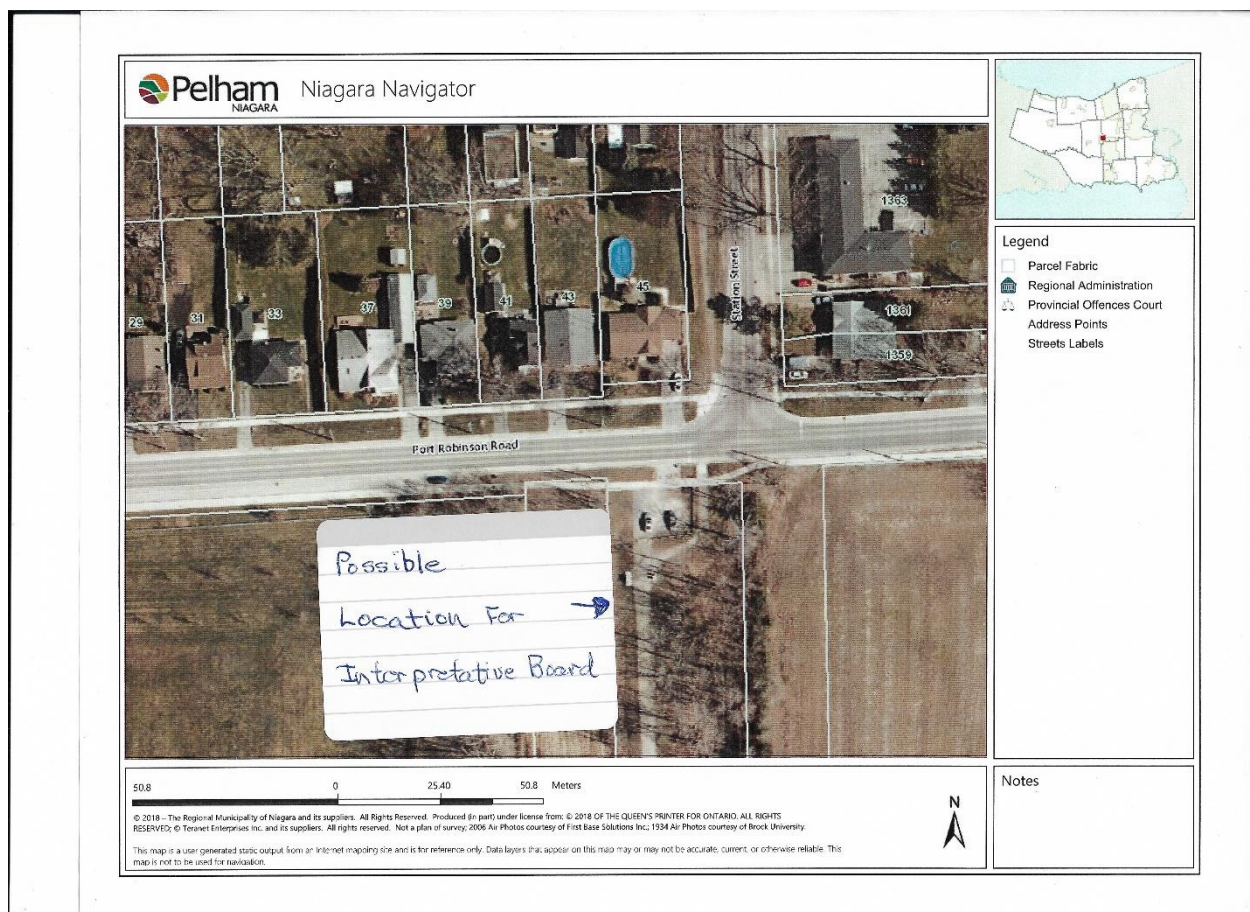 Pelham
NIAGARA
Niagara Navigator
1363
Station Street
29
31
33
37
39
41
43
45
1361
1359
Port Robinson Road
Possible
Location For
Interpretative Board
Legend
Parcel Fabric
Regional Administration
Provincial Offences Court
Address Points
Streets Labels
50.8 0 25.40 50.8 Meters
© 2018 – The Regional Municipality of Niagara and its suppliers. All Rights Reserved. Produced (in part) under license from: © 2018 OF THE QUEEN'S PRINTER FOR ONTARIO. ALL RIGHTS
RESERVED; © Teranet Enterprises Inc. and its suppliers. All rights reserved. Not a plan of survey; 2006 Air Photos courtesy of First Base Solutions Inc.; 1934 Air Photos courtesy of Brock University.
This map is a user generated static output from an Internet mapping site and is for reference only. Data layers that appear on this map may or may not be accurate, current, or otherwise reliable. This
map is not to be used for navigation.
N
Notes